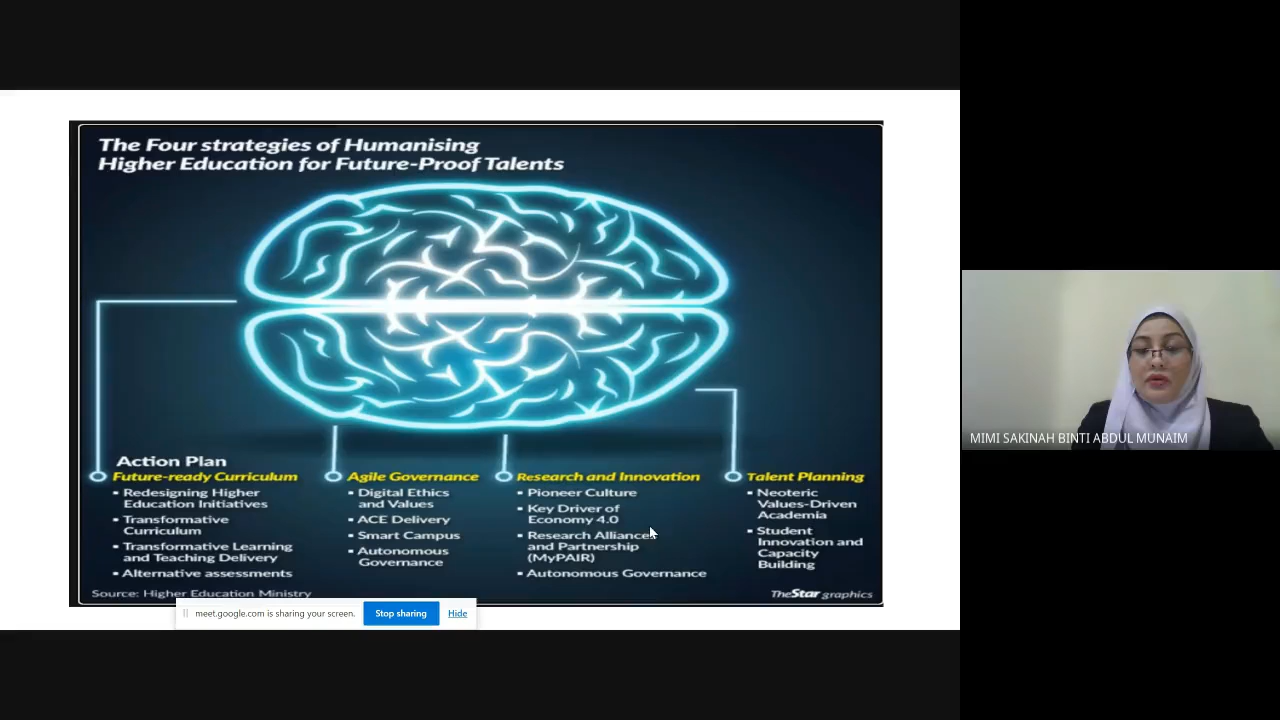 The Four strategies of Humanising
Higher Education for Future-Proof Talents
Action Plan
Future-ready Curriculum
▪ Redesigning Higher
Education Initiatives
▪ Transformative
Curriculum
▪ Transformative Learning
and Teaching Delivery
▪ Alternative assessments
Agile Governance
▪ Digital Ethics
and Values
▪ ACE Delivery
▪ Smart Campus
▪ Autonomous
Governance
Research and Innovation
▪ Pioneer Culture
▪ Key Driver of
Economy 4.0
▪ Research Alliances
and Partnership
(MyPAIR)
▪ Autonomous Governance
Talent Planning
▪ Neoteric
Values-Driven
Academia
▪ Student
Innovation and
Capacity
Building
Source: Higher Education Ministry
TheStar graphics
meet.google.com is sharing your screen.
Stop sharing
Hide
MIMI SAKINAH BINTI ABDUL MUNAIM